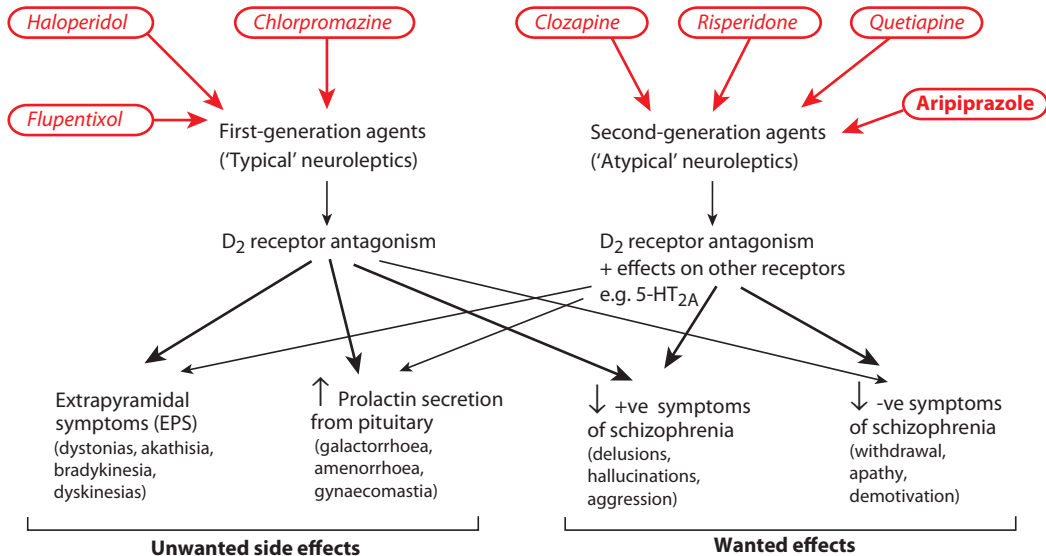 Haloperidol
Chlorpromazine
Clozapine
Risperidone
Quetiapine
Flupentixol
Aripiprazole
First-generation agents
(‘Typical’ neuroleptics)
Second-generation agents
(‘Atypical’ neuroleptics)
D2 receptor antagonism
D2 receptor antagonism
+ effects on other receptors
e.g. 5-HT2A
Extrapyramidal
symptoms (EPS)
(dystonias, akathisia,
bradykinesia,
dyskinesias)
↑ Prolactin secretion
from pituitary
(galactorrhoea,
amenorrhoea,
gynaecomastia)
↓ +ve symptoms
of schizophrenia
(delusions,
hallucinations,
aggression)
↓ -ve symptoms
of schizophrenia
(withdrawal,
apathy,
demotivation)
Unwanted side effects
Wanted effects